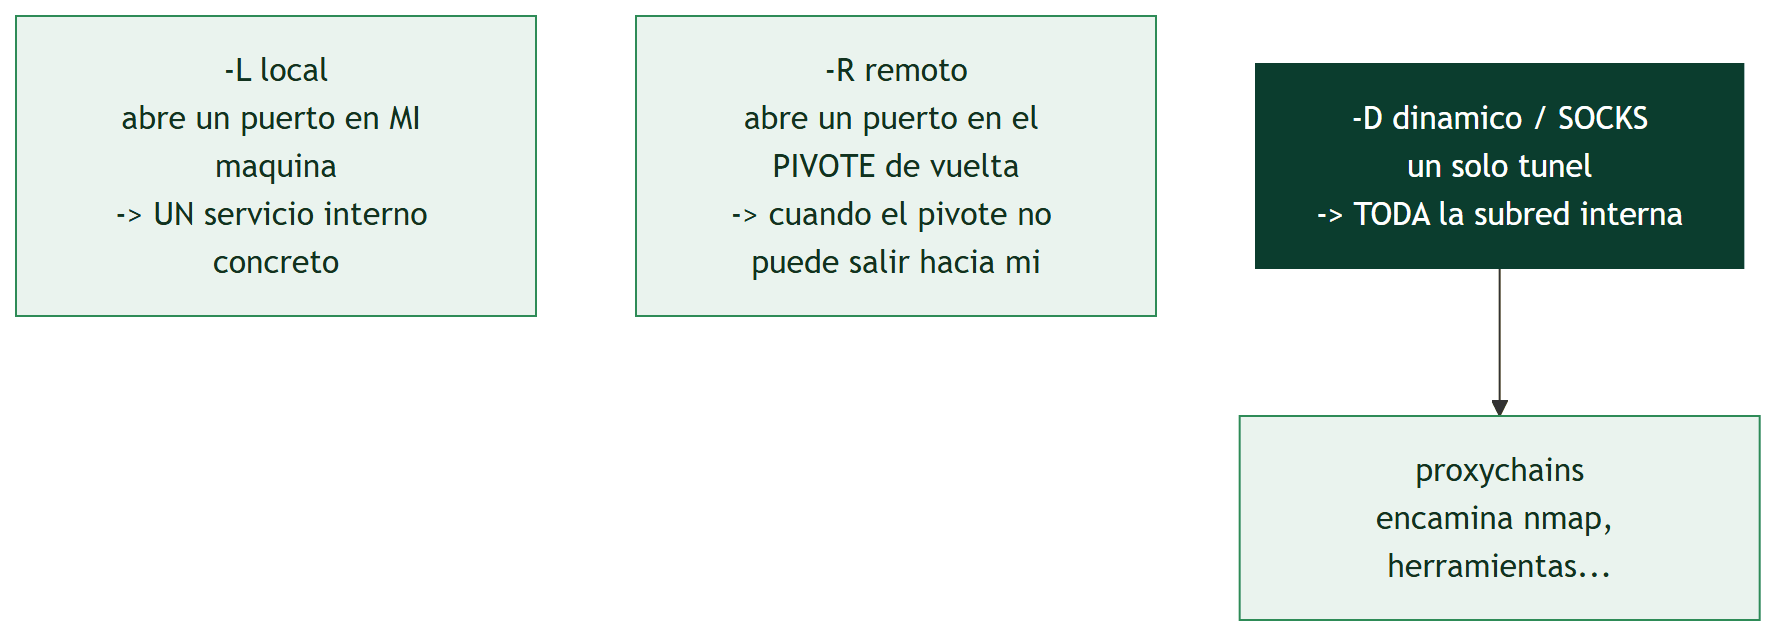 -L local
abre un puerto en MI
maquina
-> UN servicio interno
concreto
-R remoto
abre un puerto en el
PIVOTE de vuelta
-> cuando el pivote no
puede salir hacia mi
-D dinamico / SOCKS
un solo tunel
-> TODA la subred interna
proxychains
encamina nmap,
herramientas...